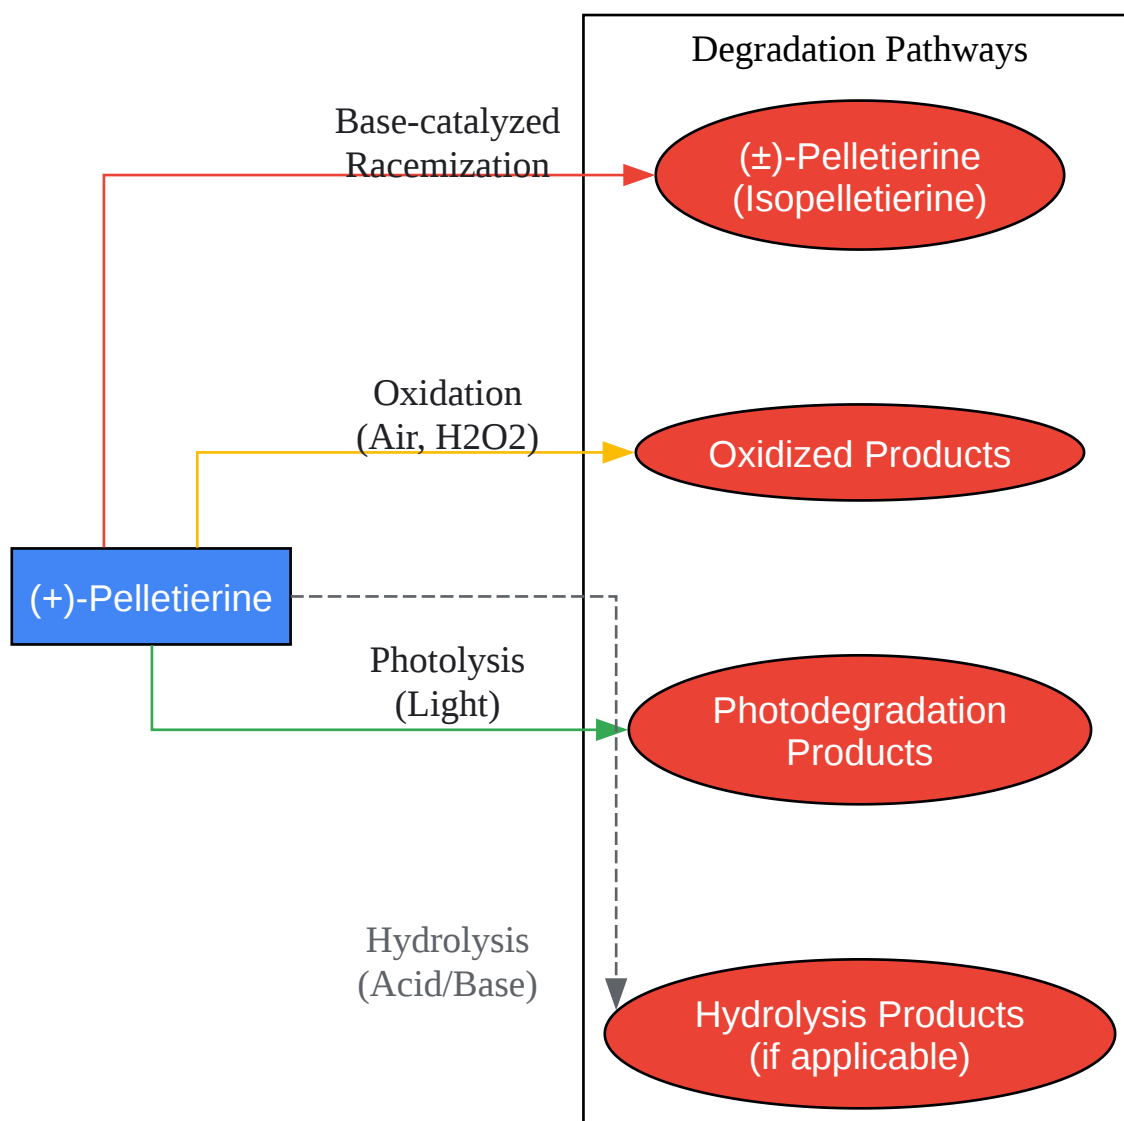 Degradation Pathways
Base-catalyzed
Racemization
(±)-Pelletierine
(Isopelletierine)
Oxidation
(Air, H2O2)
Oxidized Products
(+)-Pelletierine
Photolysis
(Light)
Photodegradation
Products
Hydrolysis
(Acid/Base)
Hydrolysis Products
(if applicable)